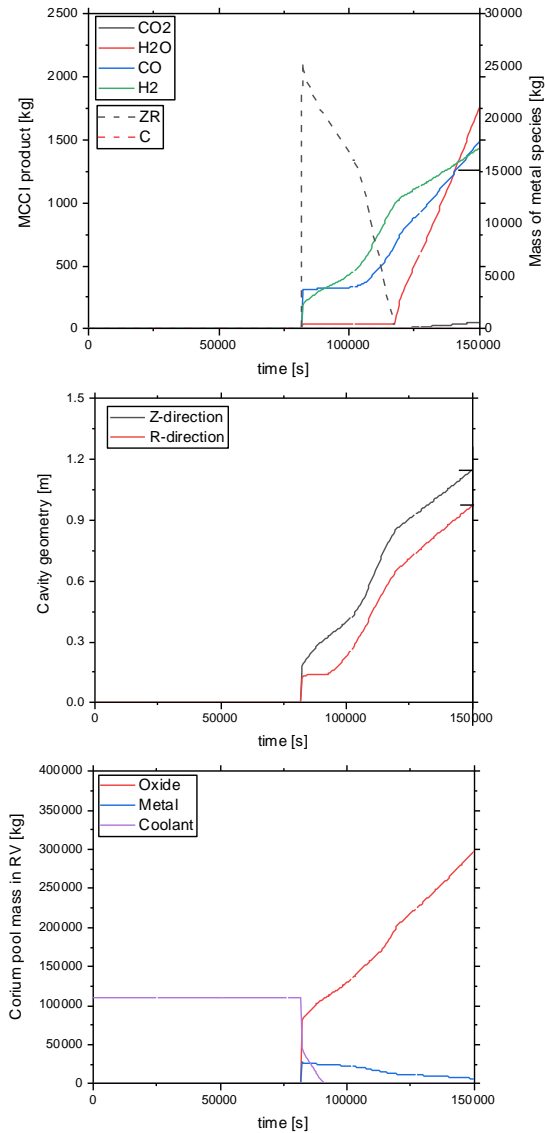 2500
30000
CO2
H2O
CO
H2
ZR
C
2000
25000
20000
1500
15000
1000
10000
500
5000
0
0
MCCI product [kg]
Mass of metal species [kg]
0
50000
100000
150000
time [s]
1.5
Z-direction
R-direction
1.2
0.9
0.6
0.3
0.0
Cavity geometry [m]
0
50000
100000
150000
time [s]
400000
Oxide
Metal
Coolant
350000
300000
250000
200000
150000
100000
50000
0
Corium pool mass in RV [kg]
0
50000
100000
150000
time [s]